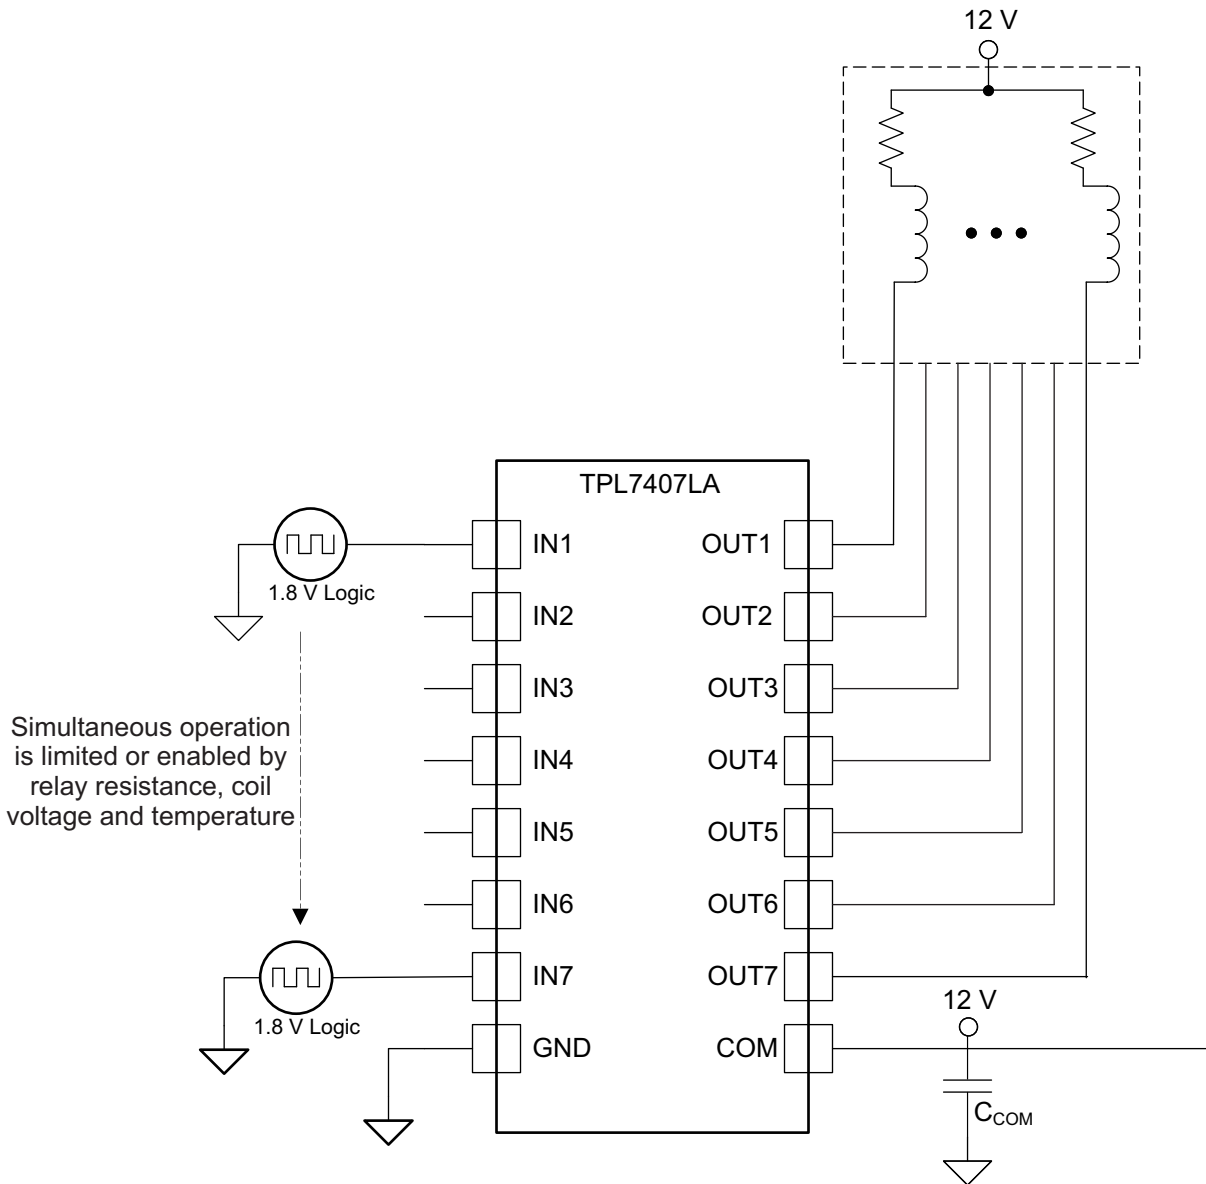 12 V
TPL7407LA
IN1
OUT1
1.8 V Logic
IN2
OUT2
IN3
OUT3
Simultaneous operation
is limited or enabled by
relay resistance, coil
voltage and temperature
IN4
OUT4
IN5
OUT5
IN6
OUT6
IN7
OUT7
1.8 V Logic
12 V
GND
COM
CCOM